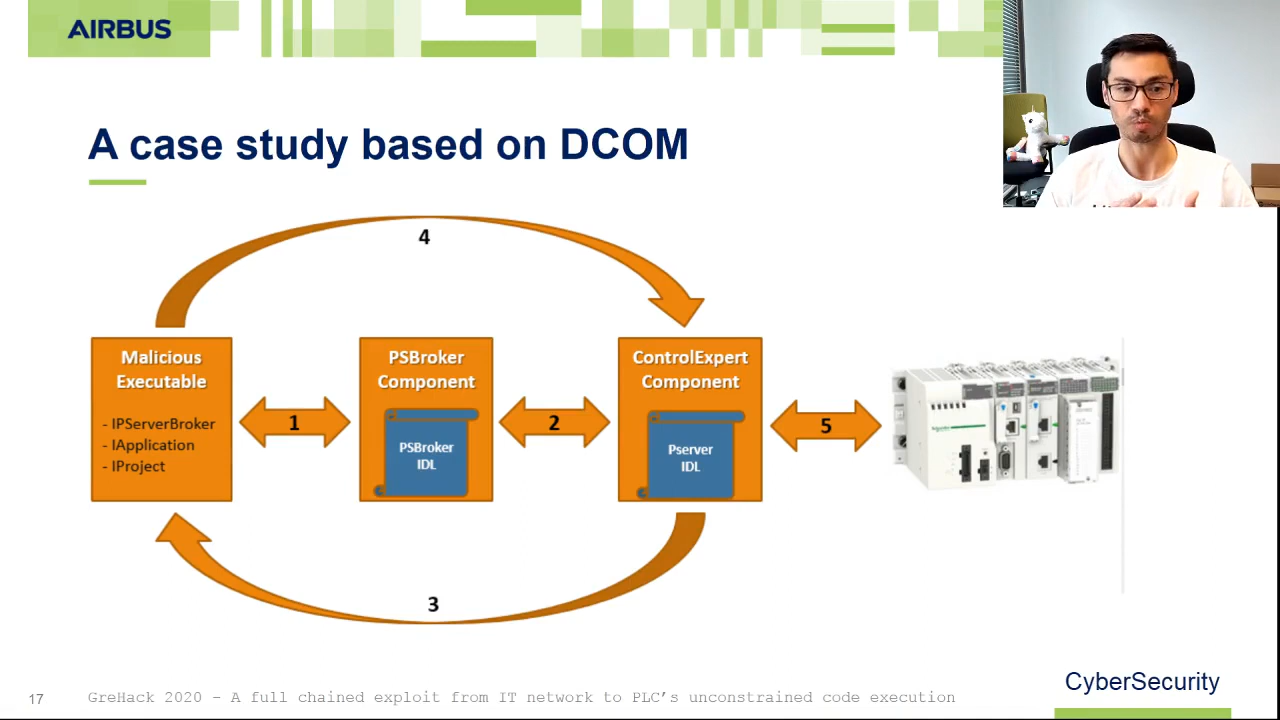 AIRBUS
A case study based on DCOM
4
Malicious
Executable
- IPServerBroker
- IApplication
- IProject
1
PSBroker
Component
PSBroker
IDL
2
ControlExpert
Component
Pserver
IDL
5
3
CyberSecurity
17
GreHack 2020 - A full chained exploit from IT network to PLC's unconstrained code execution